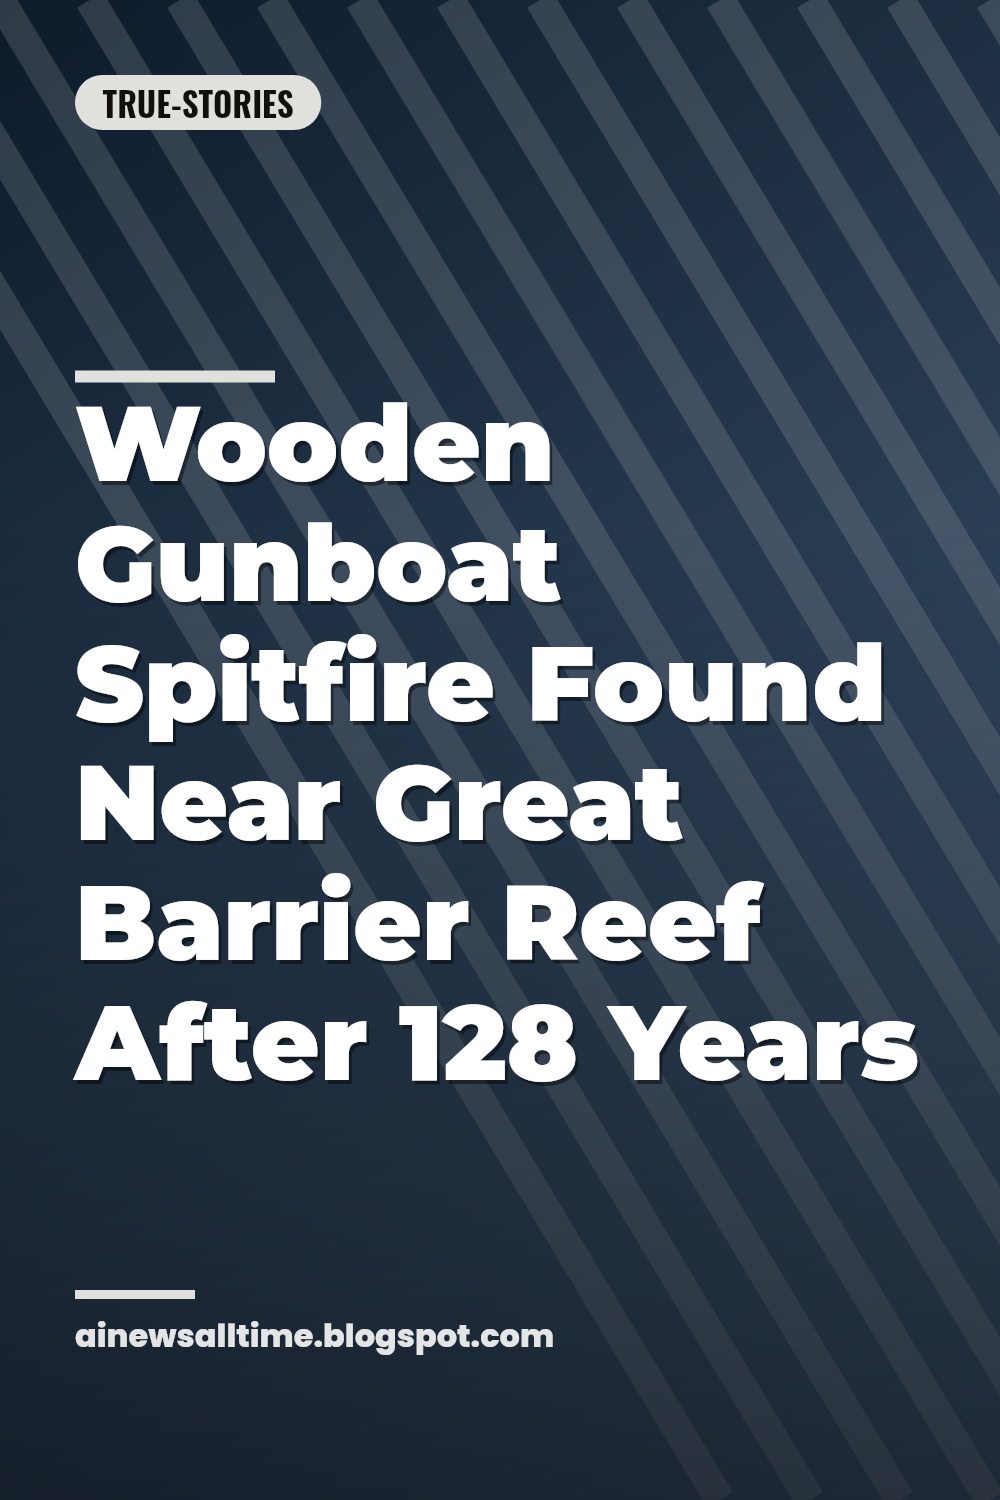 TRUE-STORIES
Wooden
Gunboat
Spitfire Found
Near Great
Barrier Reef
After 128 Years
ainewsalltime.blogspot.com